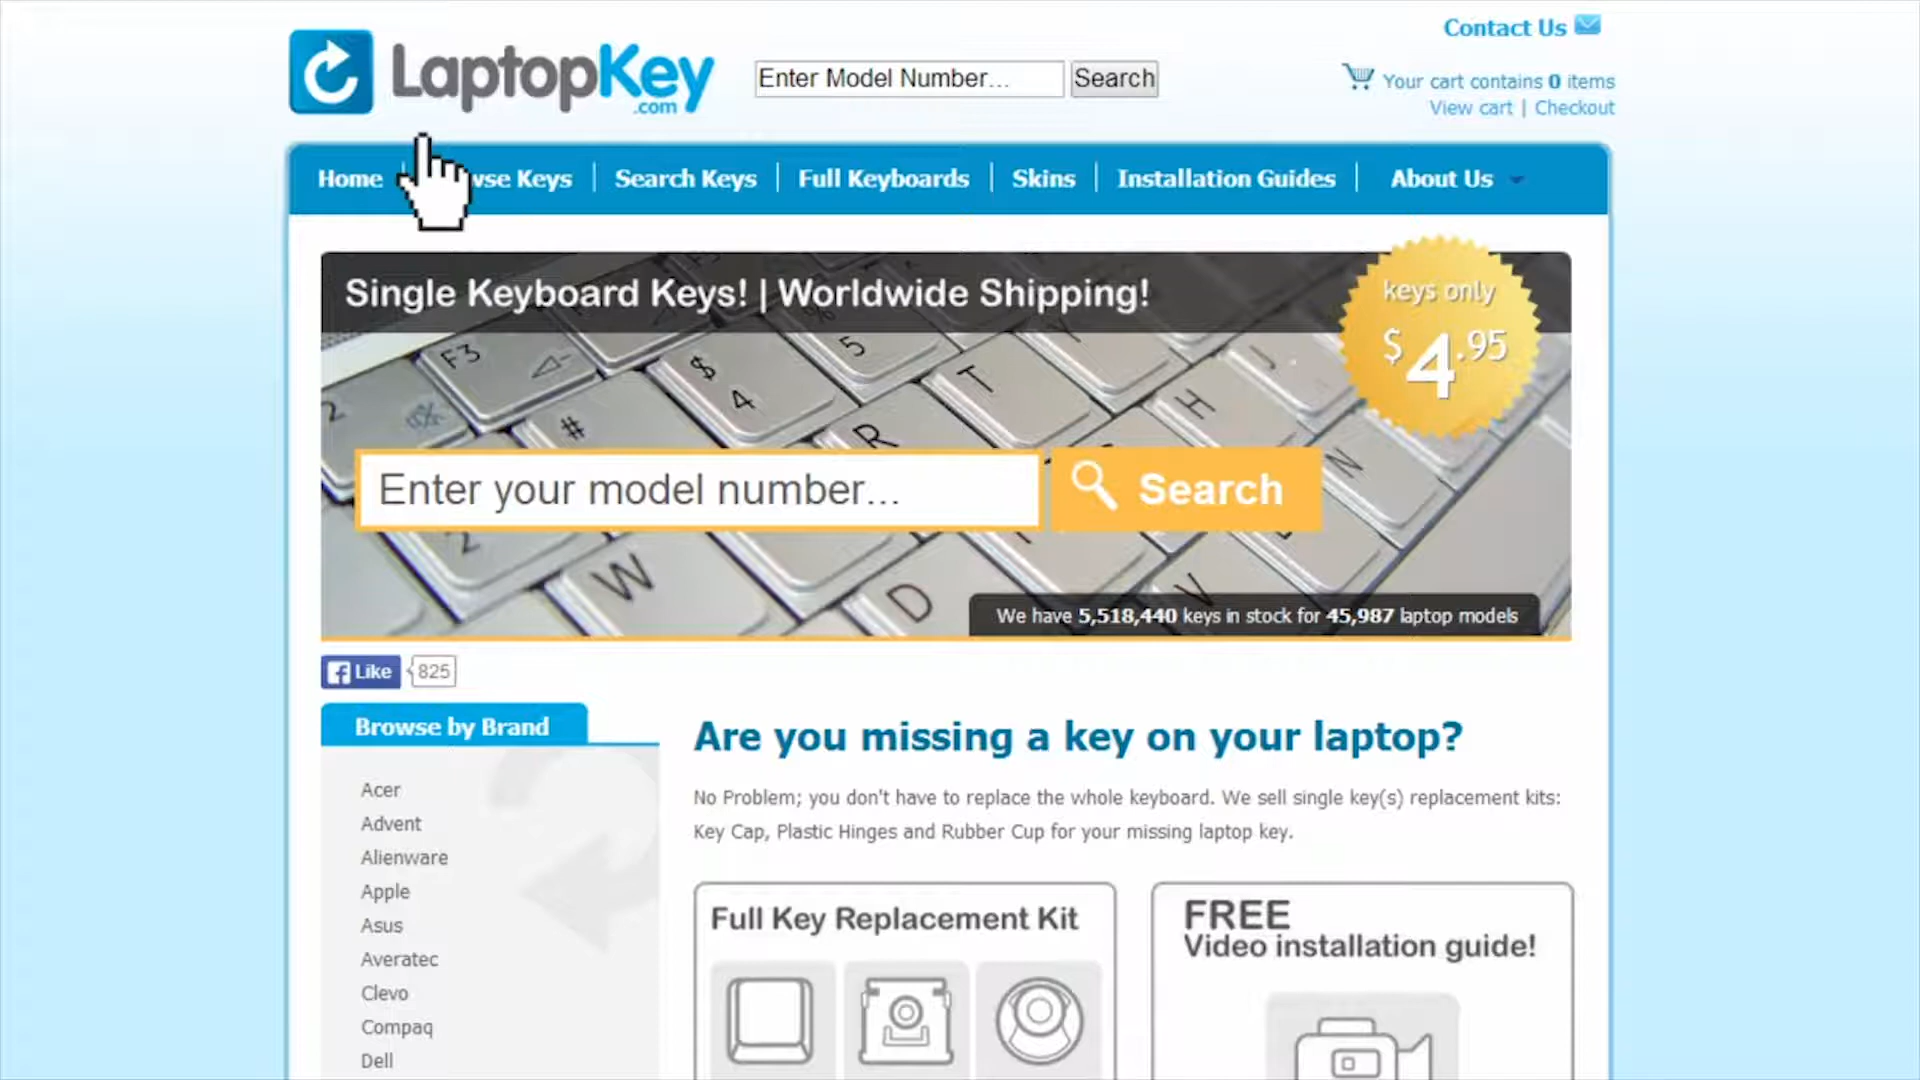 Contact Us
LaptopKey
.com
Enter Model Number...
Search
Your cart contains 0 items
View cart | Checkout
Home
wse Keys
Search Keys
Full Keyboards
Skins
Installation Guides
About Us
Single Keyboard Keys! | Worldwide Shipping!
keys only
$4.95
F3
$
4
5
T
J
H
2
#
R
N
Enter your model number...
Search
W
D
V
We have 5,518,440 keys in stock for 45,987 laptop models
Like
825
Browse by Brand
Acer
Advent
Alienware
Apple
Asus
Averatec
Clevo
Compaq
Dell
Are you missing a key on your laptop?
No Problem; you don't have to replace the whole keyboard. We sell single key(s) replacement kits:
Key Cap, Plastic Hinges and Rubber Cup for your missing laptop key.
Full Key Replacement Kit
FREE
Video installation guide!